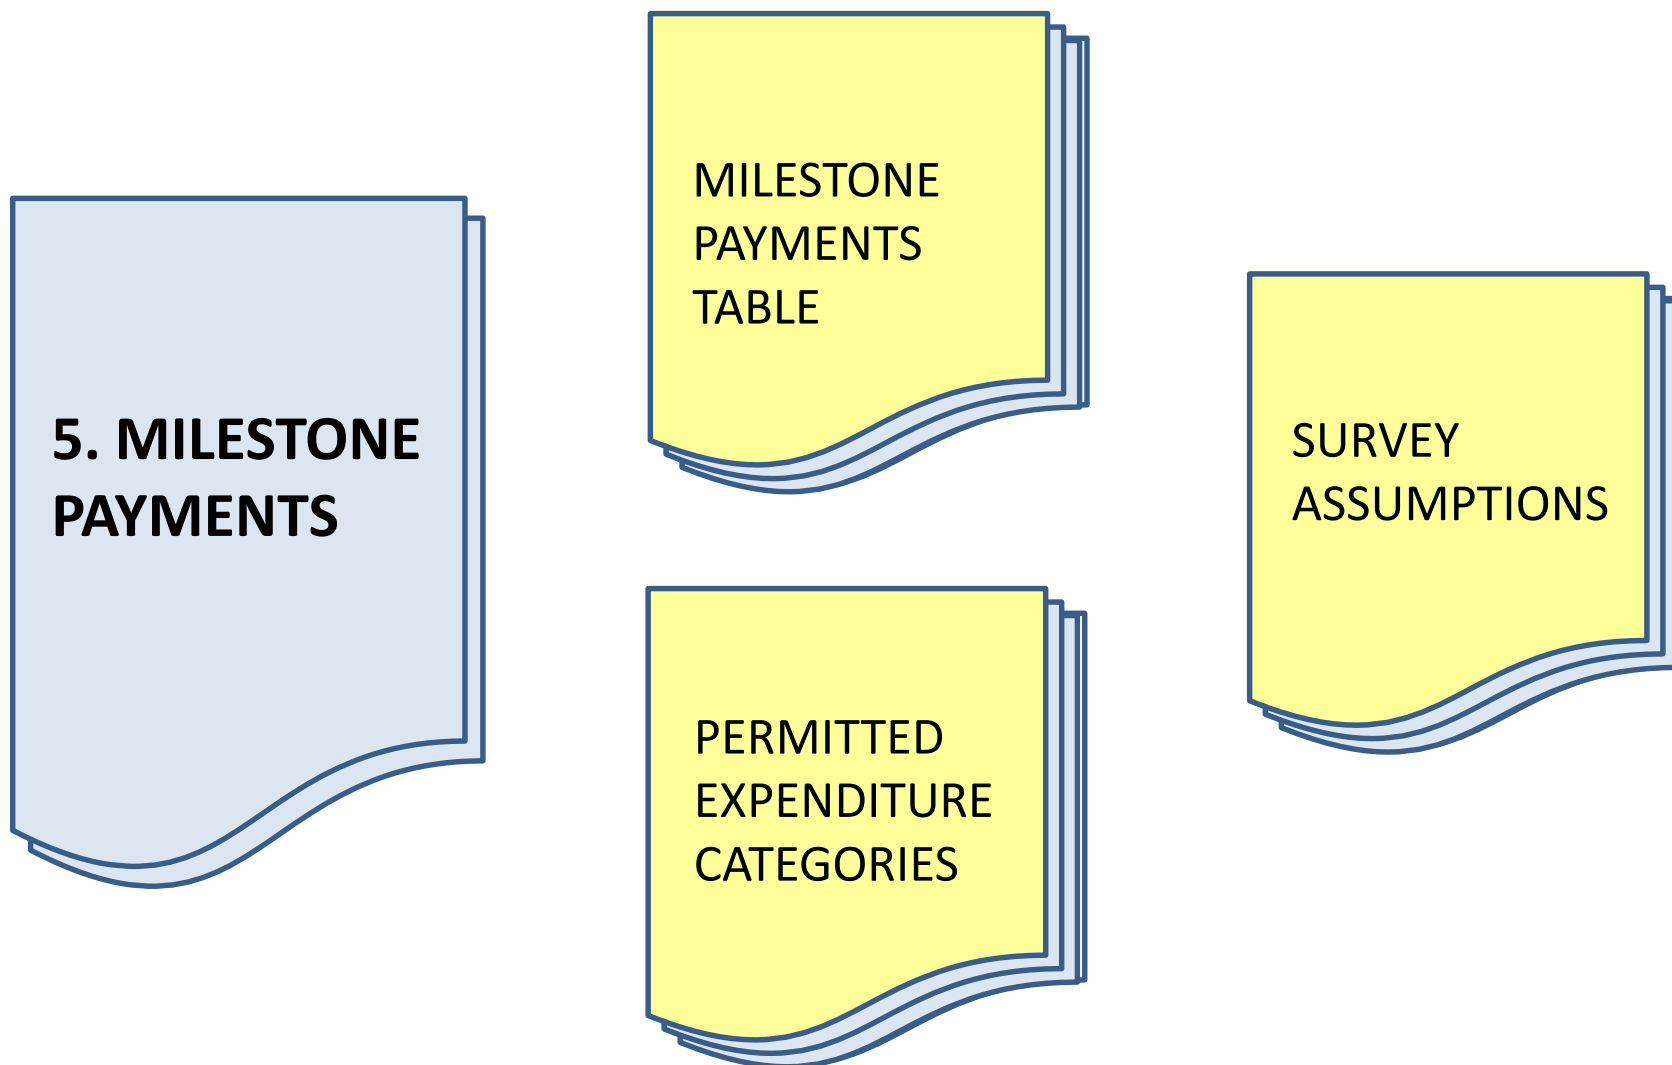 5. MILESTONE
PAYMENTS
MILESTONE
PAYMENTS
TABLE
PERMITTED
EXPENDITURE
CATEGORIES
SURVEY
ASSUMPTIONS